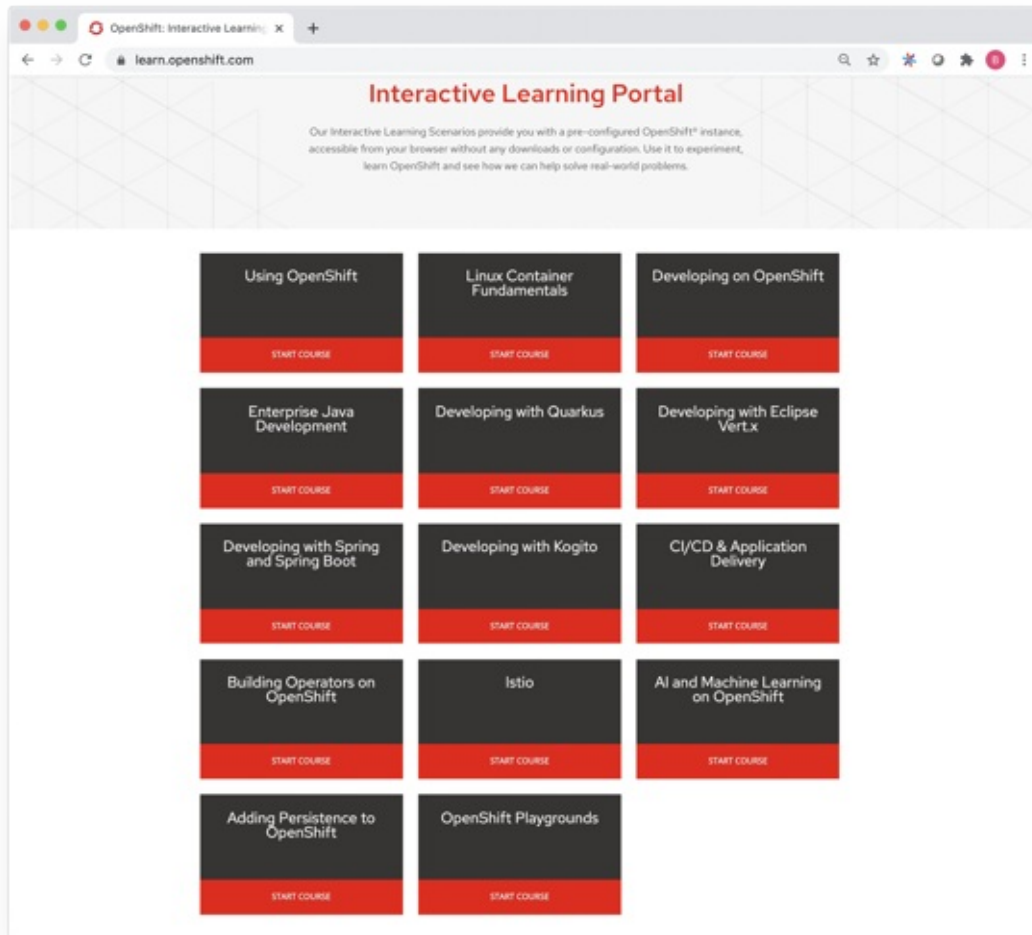 OpenShift: Interactive Learning
learn.openshift.com
B
Interactive Learning Portal
Our Interactive Learning Scenarios provide you with a pre-configured OpenShift® instance,
accessible from your browser without any downloads or configuration. Use it to experiment,
learn OpenShift and see how we can help solve real-world problems.
Using OpenShift
START COURSE
Linux Container
Fundamentals
START COURSE
Developing on OpenShift
START COURSE
Enterprise Java
Development
START COURSE
Developing with Quarkus
START COURSE
Developing with Eclipse
Vert.x
START COURSE
Developing with Spring
and Spring Boot
START COURSE
Developing with Kogito
START COURSE
CI/CD & Application
Delivery
START COURSE
Building Operators on
OpenShift
START COURSE
Istio
START COURSE
AI and Machine Learning
on OpenShift
START COURSE
Adding Persistence to
OpenShift
START COURSE
OpenShift Playgrounds
START COURSE